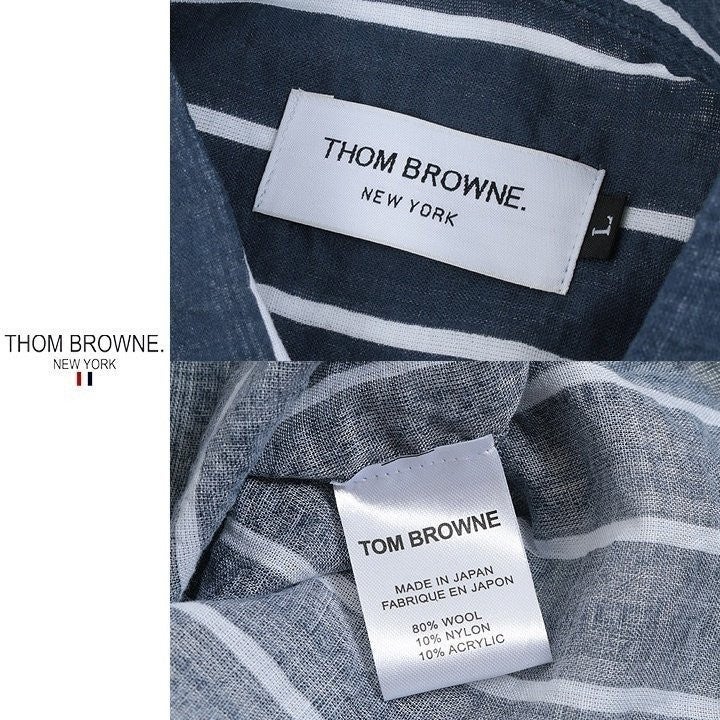 THOM BROWNE.
NEW YORK
L
THOM BROWNE.
NEW YORK
TOM BROWNE
MADE IN JAPAN
FABRIQUE EN JAPON
80% WOOL
10% NYLON
10% ACRYLIC